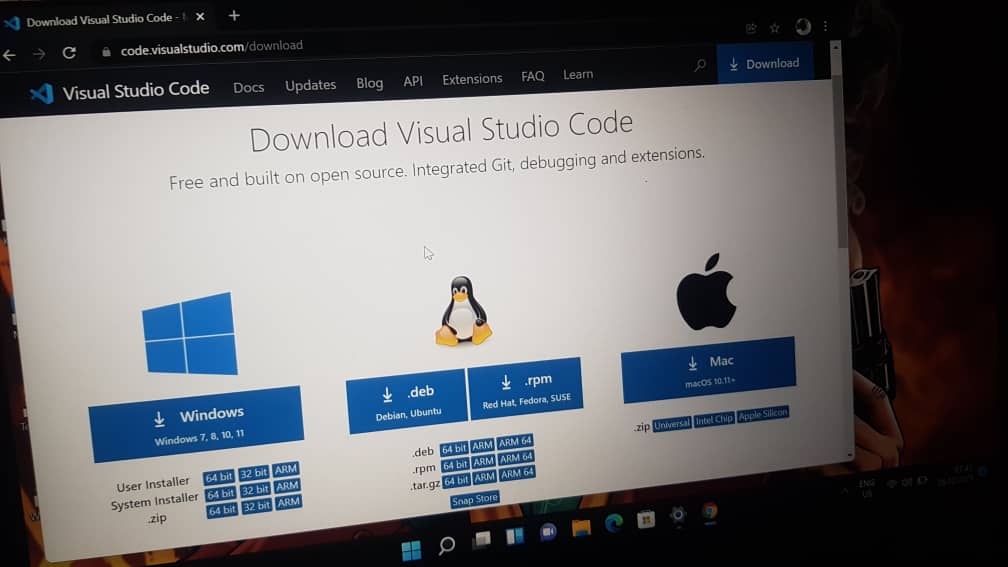 Download Visual Studio Code -
code.visualstudio.com/download
Visual Studio Code Docs Updates Blog API Extensions FAQ Learn Download
Download Visual Studio Code
Free and built on open source. Integrated Git, debugging and extensions.
Windows
Windows 7, 8, 10, 11
.deb
Debian, Ubuntu
.rpm
Red Hat, Fedora, SUSE
Mac
macOS 10.11+
User Installer 64 bit 32 bit ARM
System Installer 64 bit 32 bit ARM
.zip 64 bit 32 bit ARM
.deb 64 bit ARM ARM 64
.rpm 64 bit ARM ARM 64
.tar.gz 64 bit ARM ARM 64
Snap Store
.zip Universal Intel Chip Apple Silicon
ENG
US